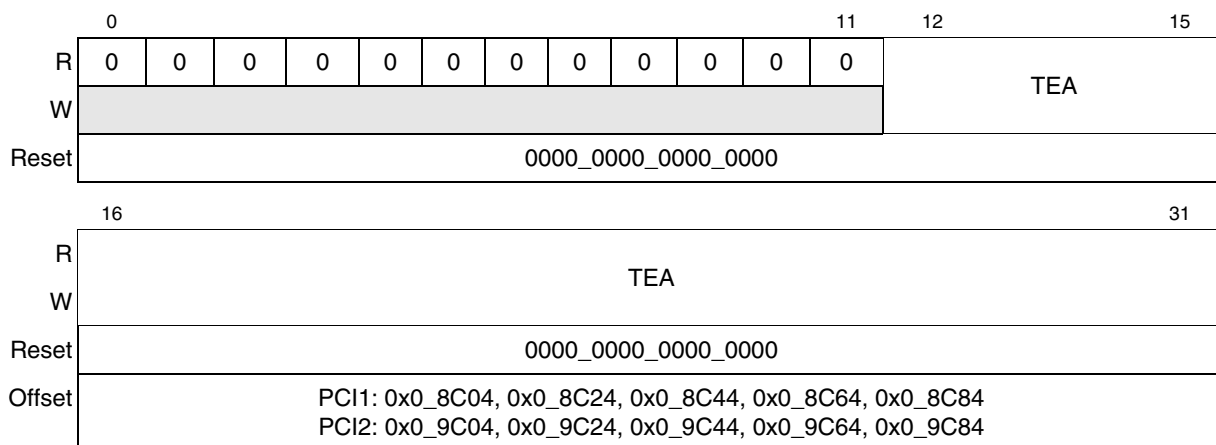 0 11 12 15
R 0 0 0 0 0 0 0 0 0 0 0 0 TEA
W
Reset 0000_0000_0000_0000
16 31
R TEA
W
Reset 0000_0000_0000_0000
Offset PCI1: 0x0_8C04, 0x0_8C24, 0x0_8C44, 0x0_8C64, 0x0_8C84
PCI2: 0x0_9C04, 0x0_9C24, 0x0_9C44, 0x0_9C64, 0x0_9C84